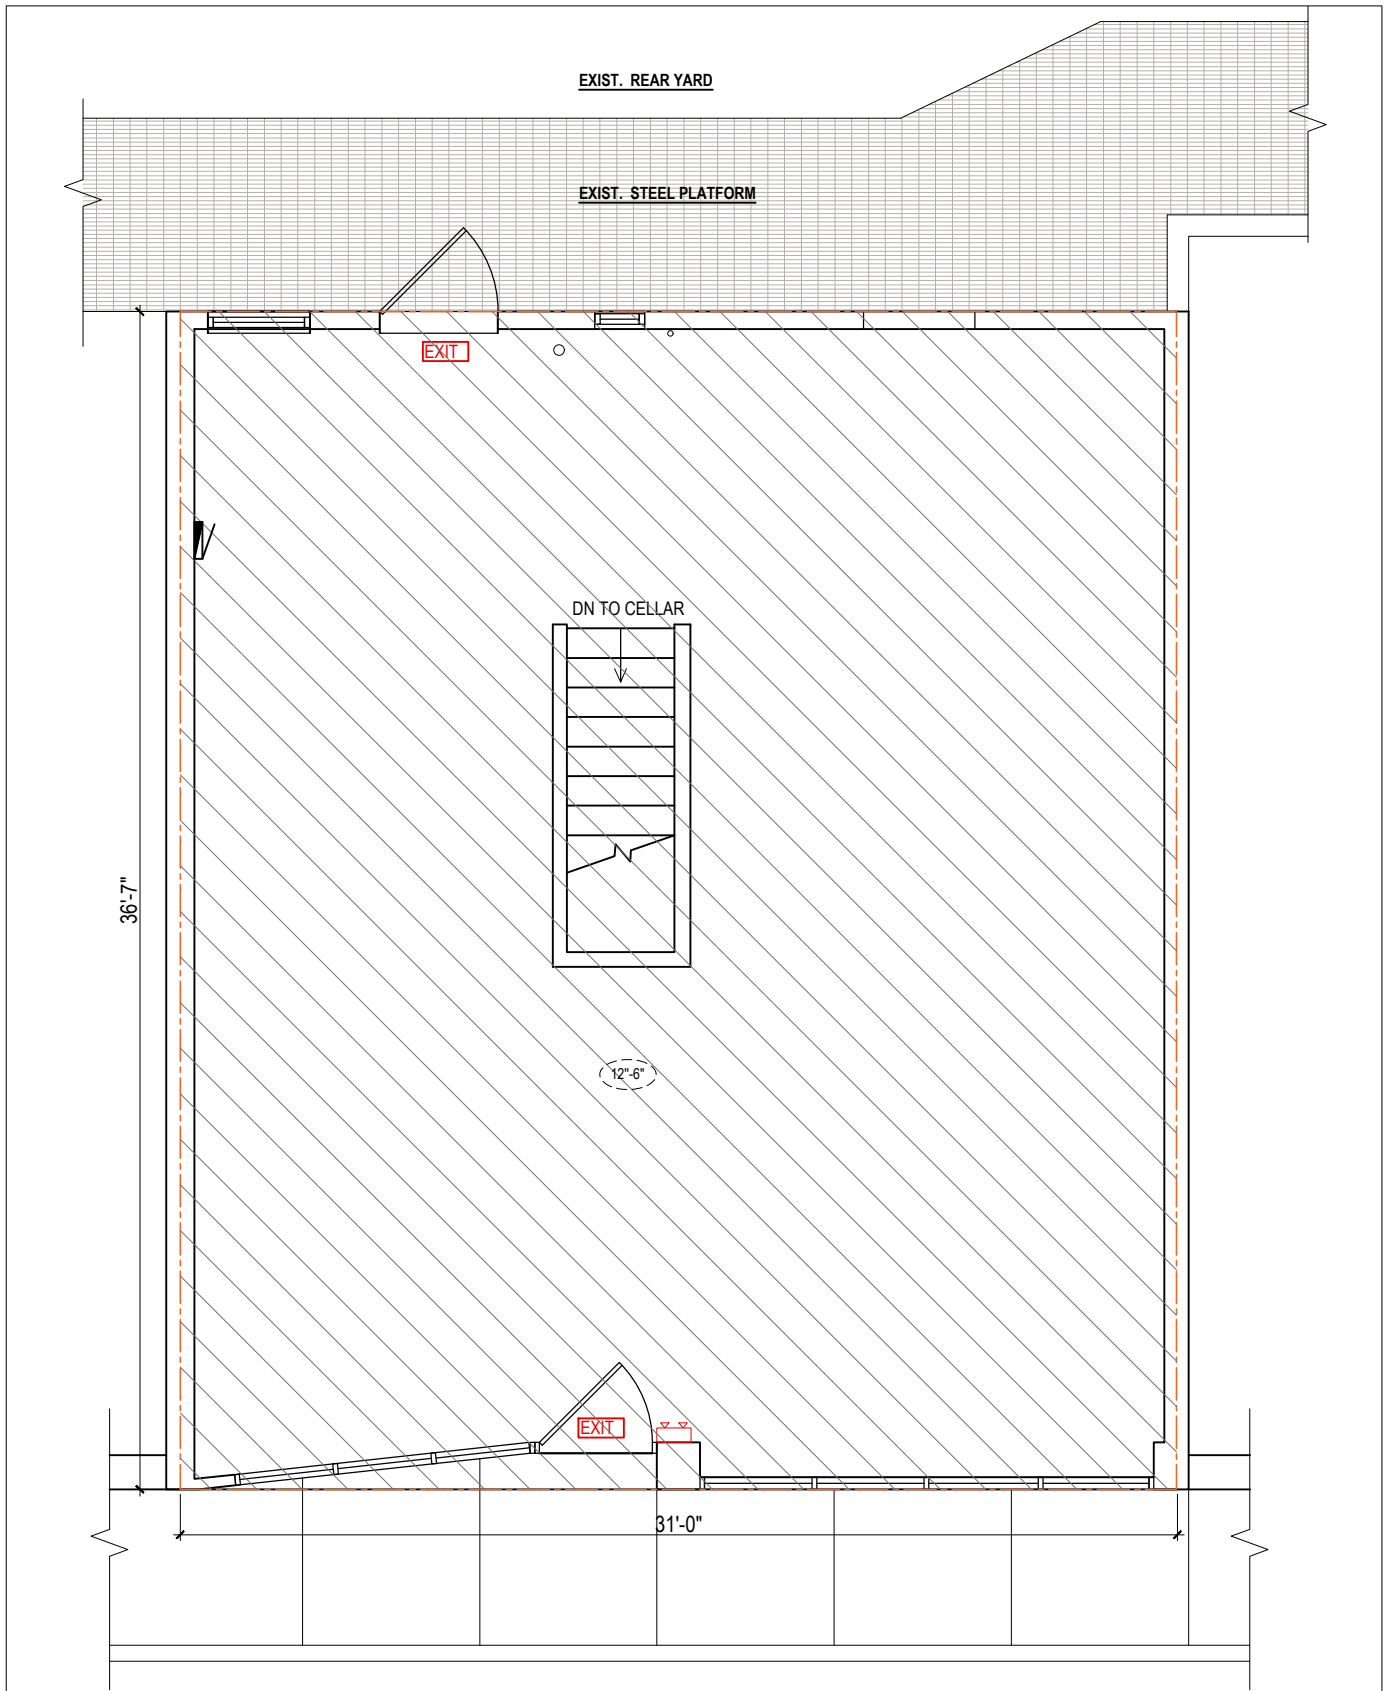 EXIST. REAR YARD
EXIST. STEEL PLATFORM
EXIT
DN TO CELLAR
36'-7"
12"-6"
EXIT
31'-0"